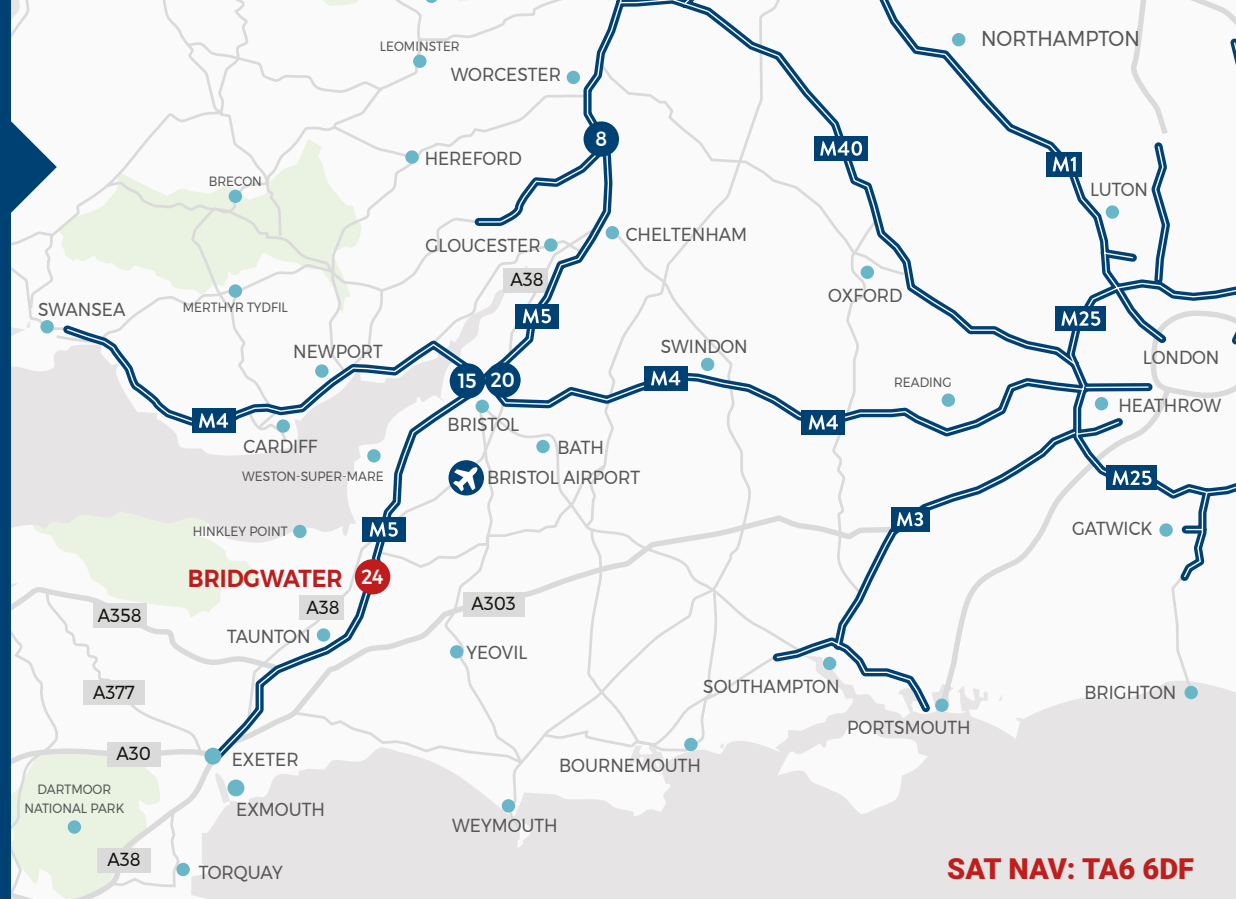 NORTHAMPTON
LEOMINSTER
WORCESTER
8
M40
M1
HEREFORD
BRECON
LUTON
GLOUCESTER
CHELTENHAM
A38
OXFORD
SWANSEA
MERTHYR TYDFIL
M5
M25
NEWPORT
SWINDON
LONDON
15
20
M4
READING
HEATHROW
M4
M4
BRISTOL
CARDIFF
BATH
WESTON-SUPER-MARE
BRISTOL AIRPORT
M25
M3
HINKLEY POINT
M5
GATWICK
BRIDGWATER
24
A358
A38
A303
TAUNTON
YEOVIL
A377
SOUTHAMPTON
BRIGHTON
PORTSMOUTH
A30
EXETER
BOURNEMOUTH
DARTMOOR
NATIONAL PARK
EXMOUTH
WEYMOUTH
A38
TORQUAY
SAT NAV: TA6 6DF